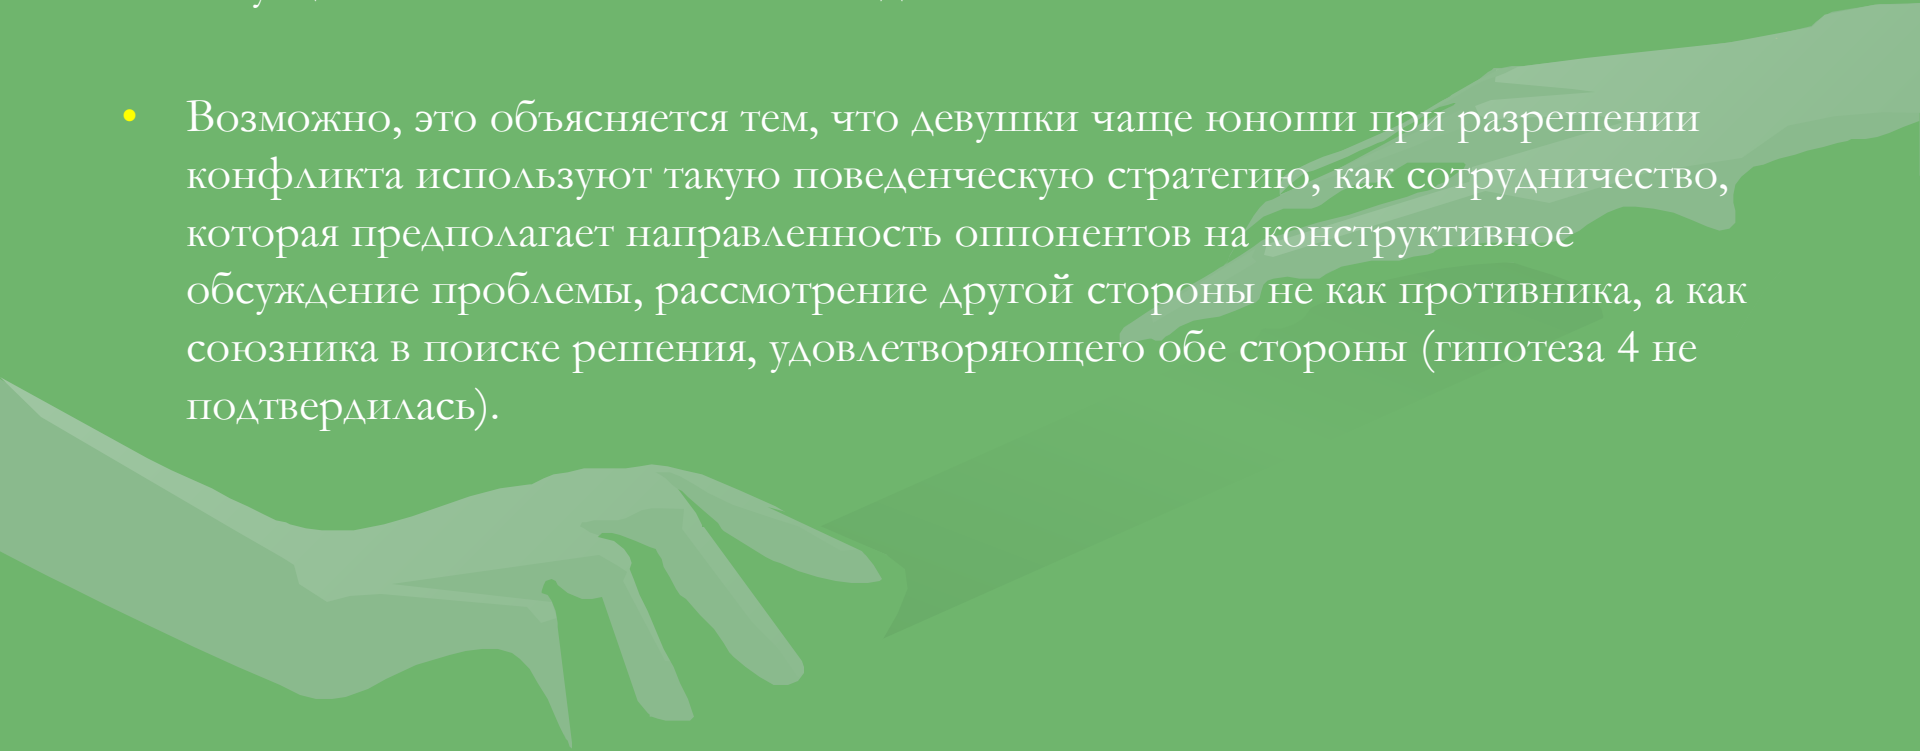 • Возможно, это объясняется тем, что девушки чаще юноши при разрешении
конфликта используют такую поведенческую стратегию, как сотрудничество,
которая предполагает направленность оппонентов на конструктивное
обсуждение проблемы, рассмотрение другой стороны не как противника, а как
союзника в поиске решения, удовлетворяющего обе стороны (гипотеза 4 не
подтвердилась).